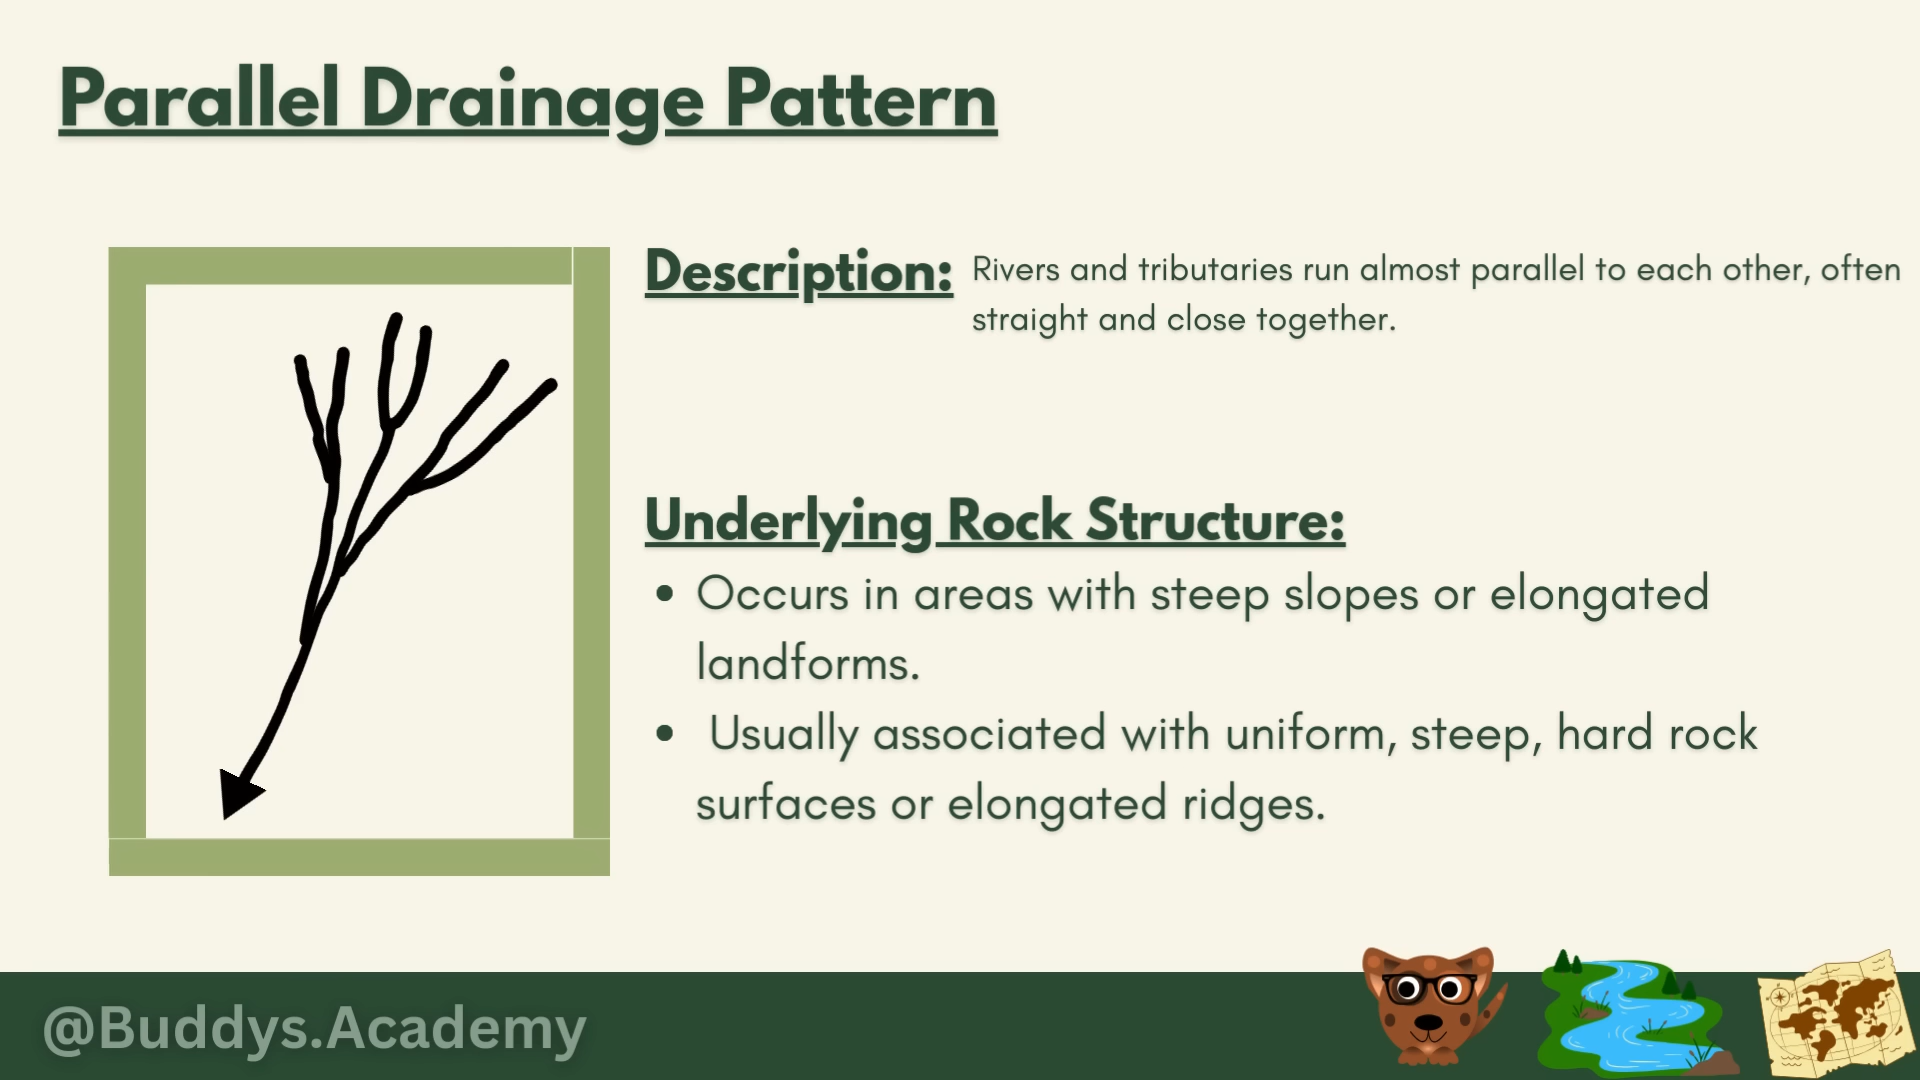 Parallel Drainage Pattern
Description: Rivers and tributaries run almost parallel to each other, often
straight and close together.
Underlying Rock Structure:
• Occurs in areas with steep slopes or elongated
landforms.
• Usually associated with uniform, steep, hard rock
surfaces or elongated ridges.
@Buddys.Academy